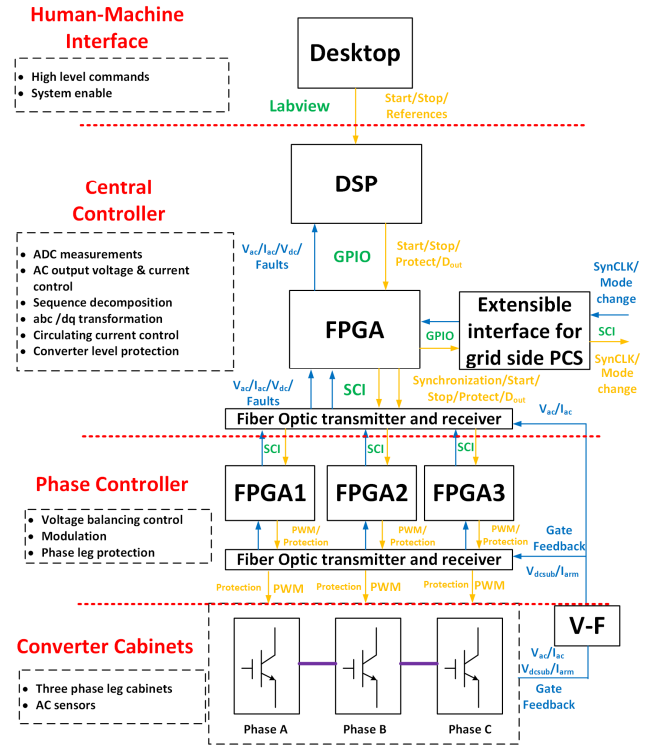 Human-Machine
Interface
• High level commands
• System enable
Desktop
Labview
Start/Stop/
References
Central
Controller
• ADC measurements
• AC output voltage & current
control
• Sequence decomposition
• abc /dq transformation
• Circulating current control
• Converter level protection
DSP
Vac/Iac/Vdc/
Faults
GPIO
Start/Stop/
Protect/Dout
FPGA
GPIO
Extensible
interface for
grid side PCS
SynCLK/
Mode
change
SCI
SynCLK/
Mode
change
Vac/Iac/Vdc/
Faults
SCI
Synchronization/Start/
Stop/Protect/Dout
Fiber Optic transmitter and receiver
Vac/Iac
SCI
SCI
SCI
Phase Controller
• Voltage balancing control
• Modulation
• Phase leg protection
FPGA1
FPGA2
FPGA3
PWM/
Protection
PWM/
Protection
PWM/
Protection
Fiber Optic transmitter and receiver
Gate
Feedback
Vdcsub/Iarm
Protection
PWM
Protection
PWM
Protection
PWM
Converter Cabinets
• Three phase leg cabinets
• AC sensors
V-F
Vac/Iac
Vdcsub/Iarm
Gate
Feedback
Phase A
Phase B
Phase C